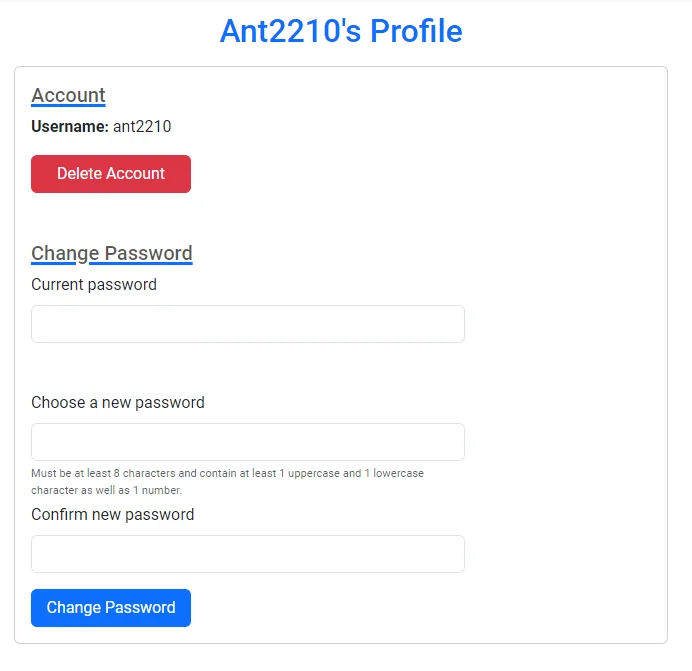 Ant2210's Profile
Account
Username: ant2210
Delete Account
Change Password
Current password
Choose a new password
Must be at least 8 characters and contain at least 1 uppercase and 1 lowercase
character as well as 1 number.
Confirm new password
Change Password